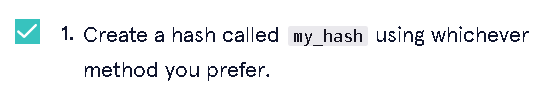 1. Create a hash called my_hash using whichever
method you prefer.